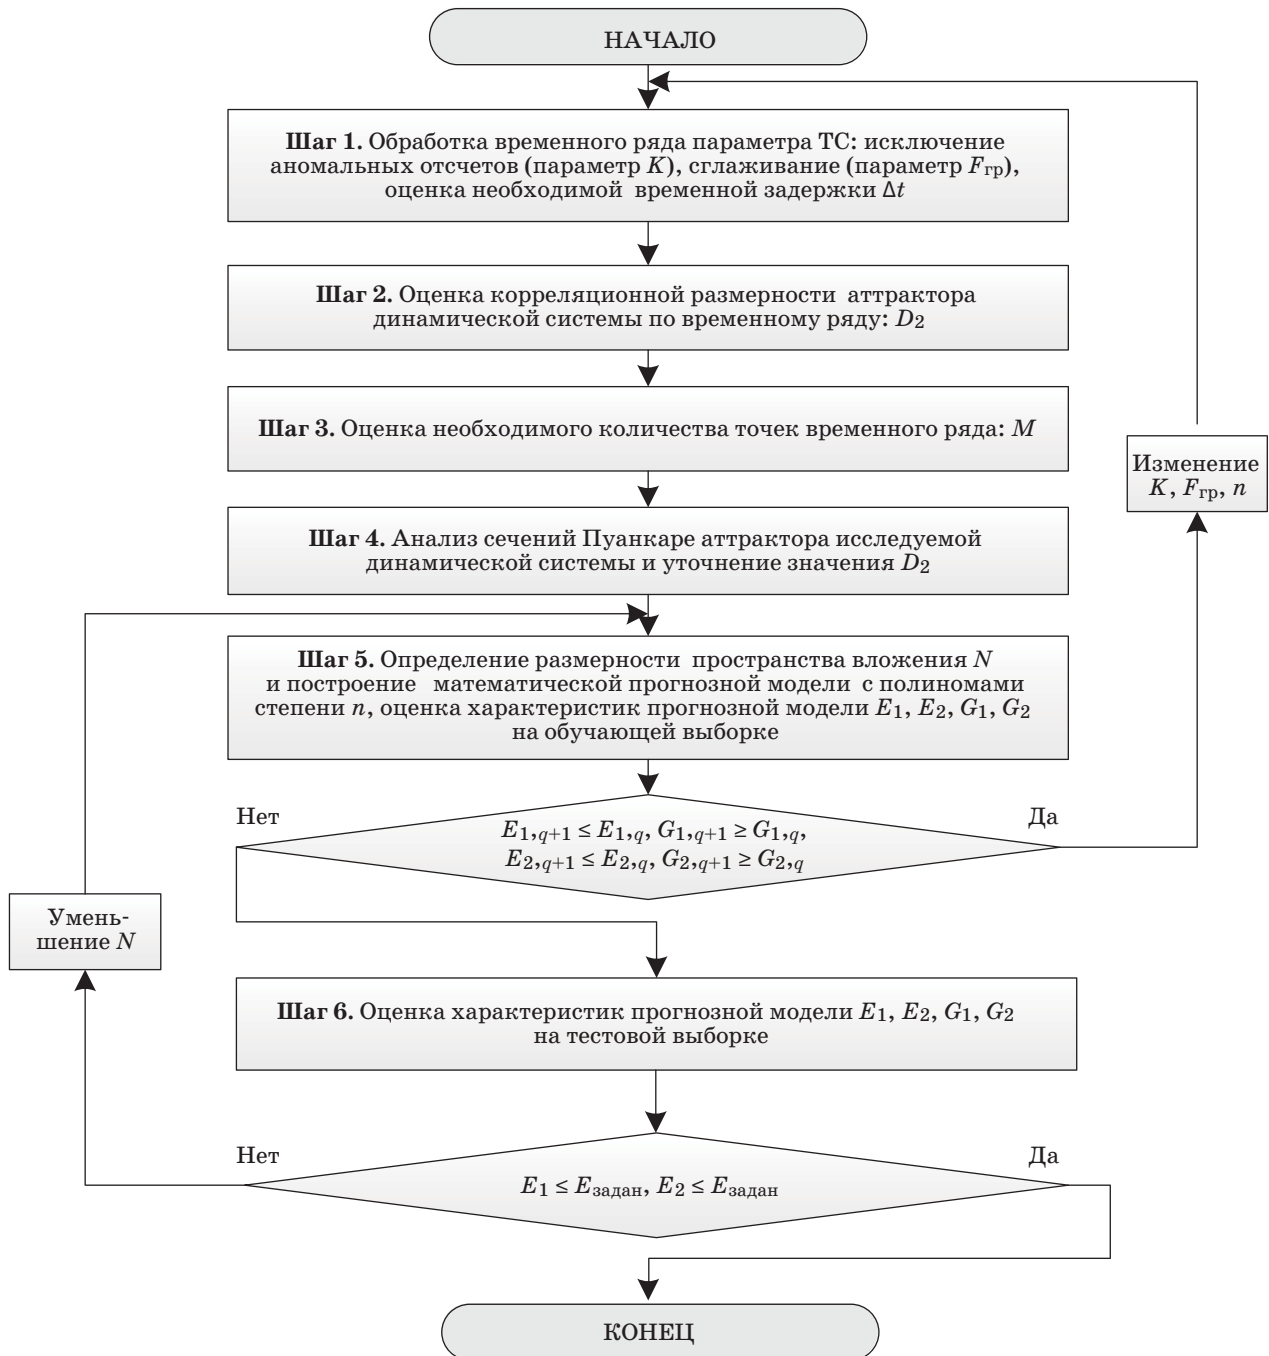 НАЧАЛО
Шаг 1. Обработка временного ряда параметра ТС: исключение
аномальных отсчетов (параметр K), сглаживание (параметр Fгр),
оценка необходимой временной задержки Δt
Шаг 2. Оценка корреляционной размерности аттрактора
динамической системы по временному ряду: D2
Шаг 3. Оценка необходимого количества точек временного ряда: M
Изменение
K, Fгр, n
Шаг 4. Анализ сечений Пуанкаре аттрактора исследуемой
динамической системы и уточнение значения D2
Шаг 5. Определение размерности пространства вложения N
и построение математической прогнозной модели с полиномами
степени n, оценка характеристик прогнозной модели E1, E2, G1, G2
на обучающей выборке
Нет
Да
E1,q+1 ≤ E1,q, G1,q+1 ≥ G1,q,
E2,q+1 ≤ E2,q, G2,q+1 ≥ G2,q
Умень-
шение N
Шаг 6. Оценка характеристик прогнозной модели E1, E2, G1, G2
на тестовой выборке
Нет
Да
E1 ≤ Eзадан, E2 ≤ Eзадан
КОНЕЦ